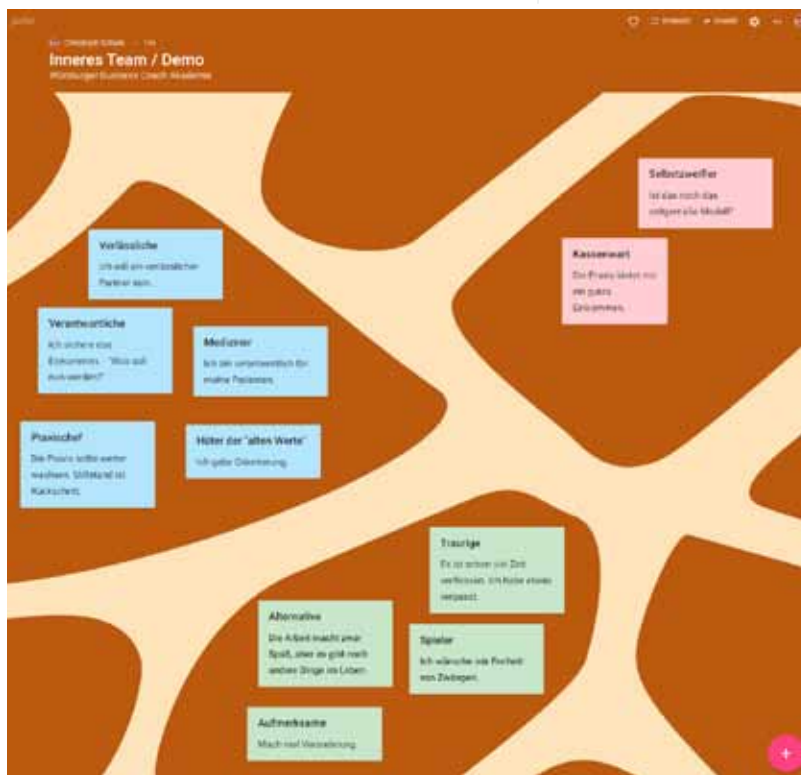 Inneres Team / Demo
Würzburger Business Coach Akademie
Selbstzweifler
Ist das noch das
zeitgemäße Modell?
Kassenwart
Die Praxis bietet mir
ein gutes
Einkommen.
Verlässliche
Ich will ein verlässlicher
Partner sein.
Verantwortliche
Ich sichere das
"Was soll
nun werden?"
Mediziner
Ich bin verantwortlich für
meine Patienten.
Praxischef
Die Praxis sollte weiter
wachsen. Stillstand ist
Rückschritt.
Hüter der "alten Werte"
Ich gebe Orientierung.
Traurige
Es ist schon viel Zeit
verflossen. Ich habe etwas
verpasst.
Alternative
Die Arbeit macht zwar
Spaß, aber es gibt noch
andere Dinge im Leben.
Spieler
Ich wünsche mir Freiheit
von Zwängen.
Aufmerksame
Mach mal Veränderung.